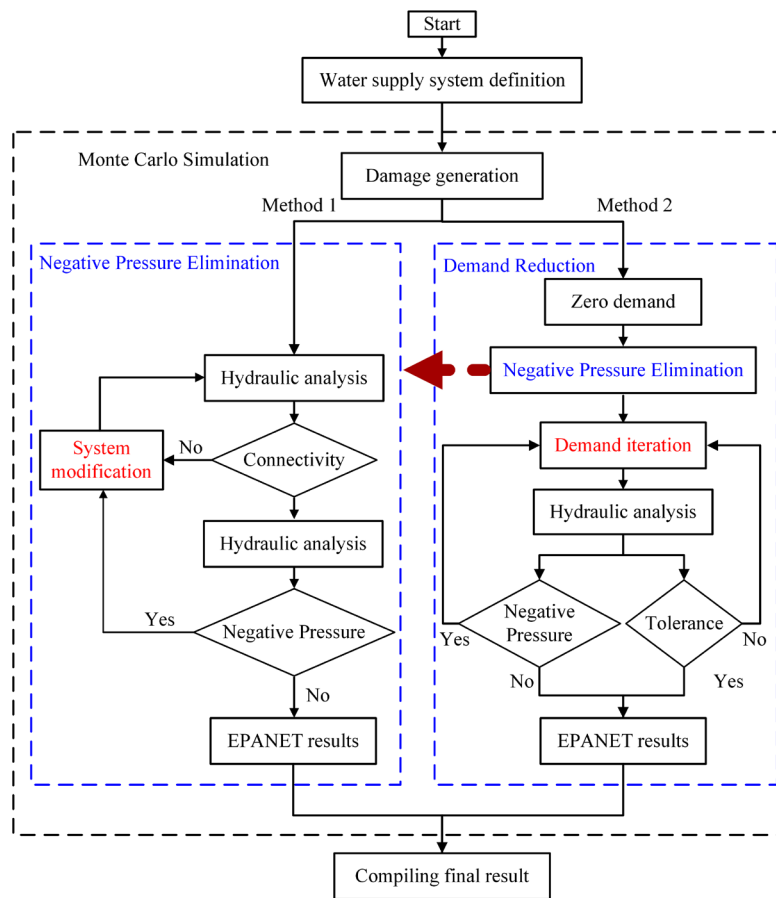 Start
Water supply system definition
Monte Carlo Simulation
Damage generation
Method 1
Method 2
Negative Pressure Elimination
Hydraulic analysis
System
modification
No
Connectivity
Hydraulic analysis
Yes
Negative Pressure
No
EPANET results
Demand Reduction
Zero demand
Negative Pressure Elimination
Demand iteration
Hydraulic analysis
Negative
Pressure
Tolerance
Yes
No
No
Yes
EPANET results
Compiling final result